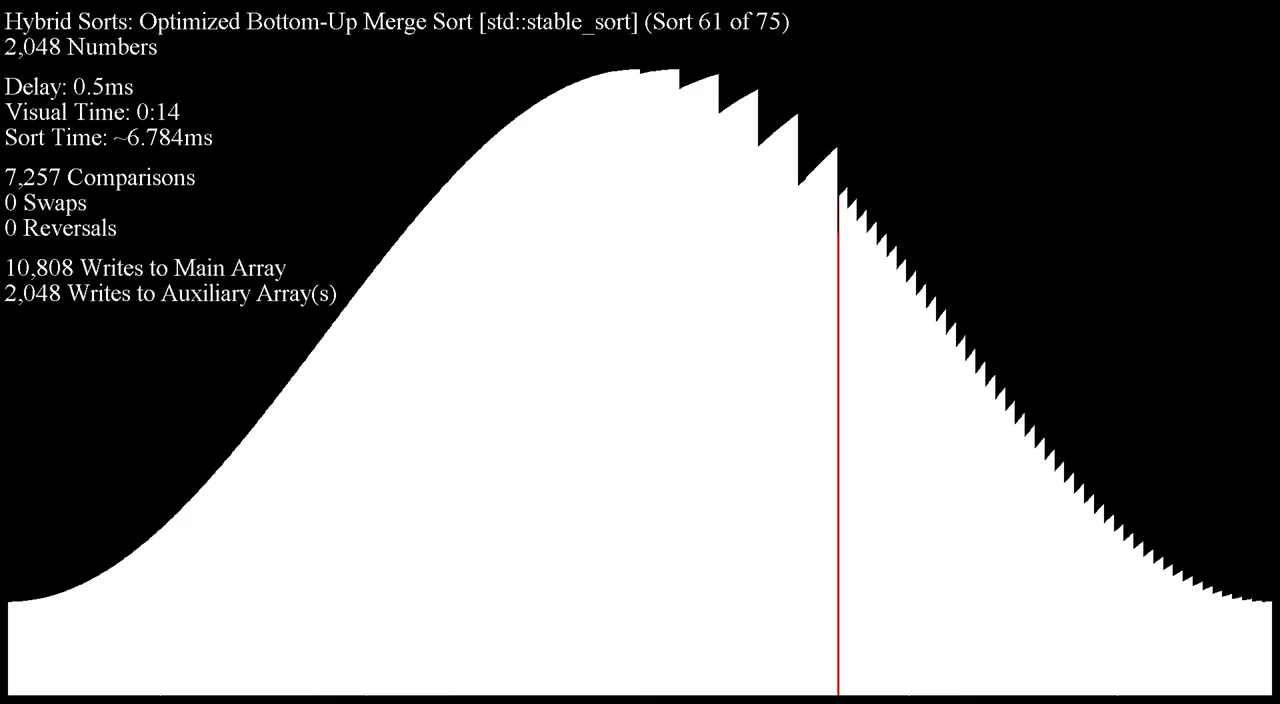 Hybrid Sorts: Optimized Bottom-Up Merge Sort [std::stable_sort] (Sort 61 of 75)
2,048 Numbers
Delay: 0.5ms
Visual Time: 0:14
Sort Time: ~6.784ms
7,257 Comparisons
0 Swaps
0 Reversals
10,808 Writes to Main Array
2,048 Writes to Auxiliary Array(s)